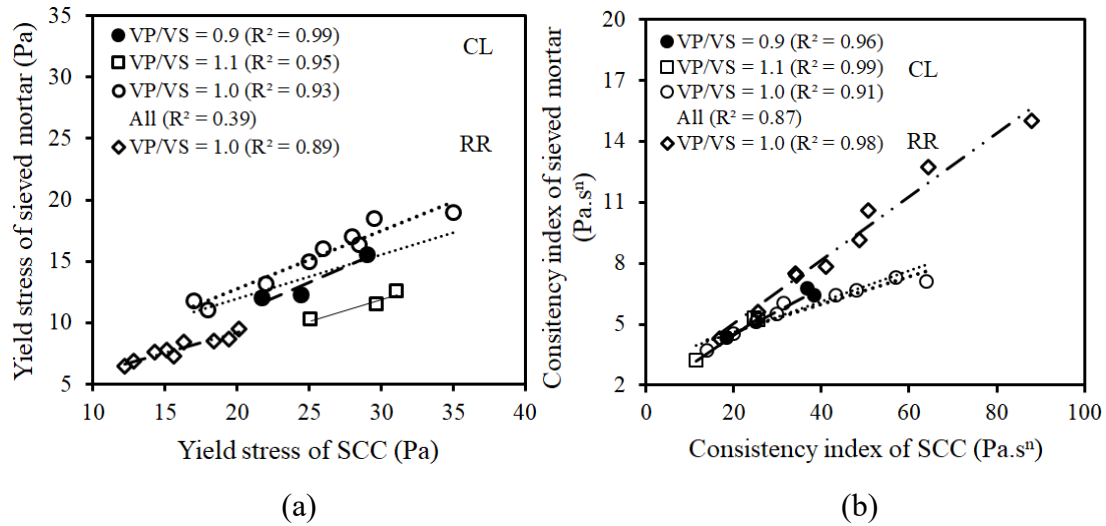 Yield stress of sieved mortar (Pa)
35
30
25
20
15
10
5
VP/VS = 0.9 (R² = 0.99)
VP/VS = 1.1 (R² = 0.95)
VP/VS = 1.0 (R² = 0.93)
All (R² = 0.39)
VP/VS = 1.0 (R² = 0.89)
CL
RR
10 15 20 25 30 35 40
Yield stress of SCC (Pa)
(a)
Consitency index of sieved mortar
(Pa.sⁿ)
20
17
14
11
8
5
2
VP/VS = 0.9 (R² = 0.96)
VP/VS = 1.1 (R² = 0.99)
VP/VS = 1.0 (R² = 0.91)
All (R² = 0.87)
VP/VS = 1.0 (R² = 0.98)
CL
RR
0 20 40 60 80 100
Consistency index of SCC (Pa.sⁿ)
(b)